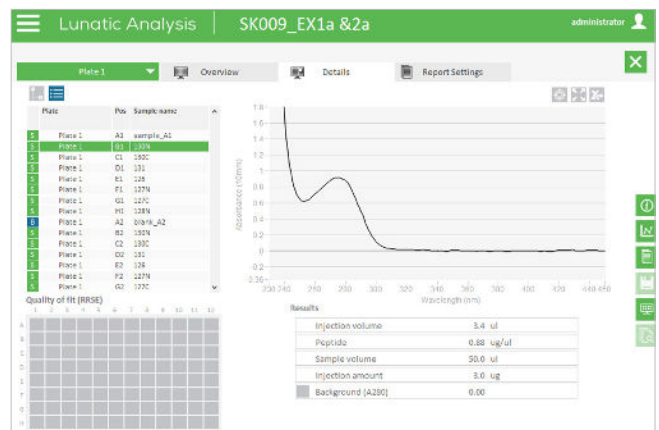 Lunatic Analysis | SK009_EX1a &2a administrator
Plate 1 Overview Details Report Settings
Plate Pos Sample name
S Plate 1 A1 sample_A1
S Plate 1 B1 130N
S Plate 1 C1 130C
S Plate 1 D1 131
S Plate 1 E1 126
S Plate 1 F1 127N
S Plate 1 G1 127C
S Plate 1 H1 128N
B Plate 1 A2 blank_A2
S Plate 1 B2 130N
S Plate 1 C2 130C
S Plate 1 D2 131
S Plate 1 E2 126
S Plate 1 F2 127N
S Plate 1 G2 127C
Absorbance (10mm)
1.8
1.6
1.4
1.2
1
0.8
0.6
0.4
0.2
0
0.2
0.36
230 240 260 280 300 320 340 360 380 400 420 440 450
Wavelength (nm)
Quality of fit (RRSE)
1 2 3 4 5 6 7 8 9 10 11 12
A
B
C
D
E
F
G
H
Results
Injection volume 3.4 ul
Peptide 0.88 ug/ul
Sample volume 50.0 ul
Injection amount 3.0 ug
Background (A280) 0.00